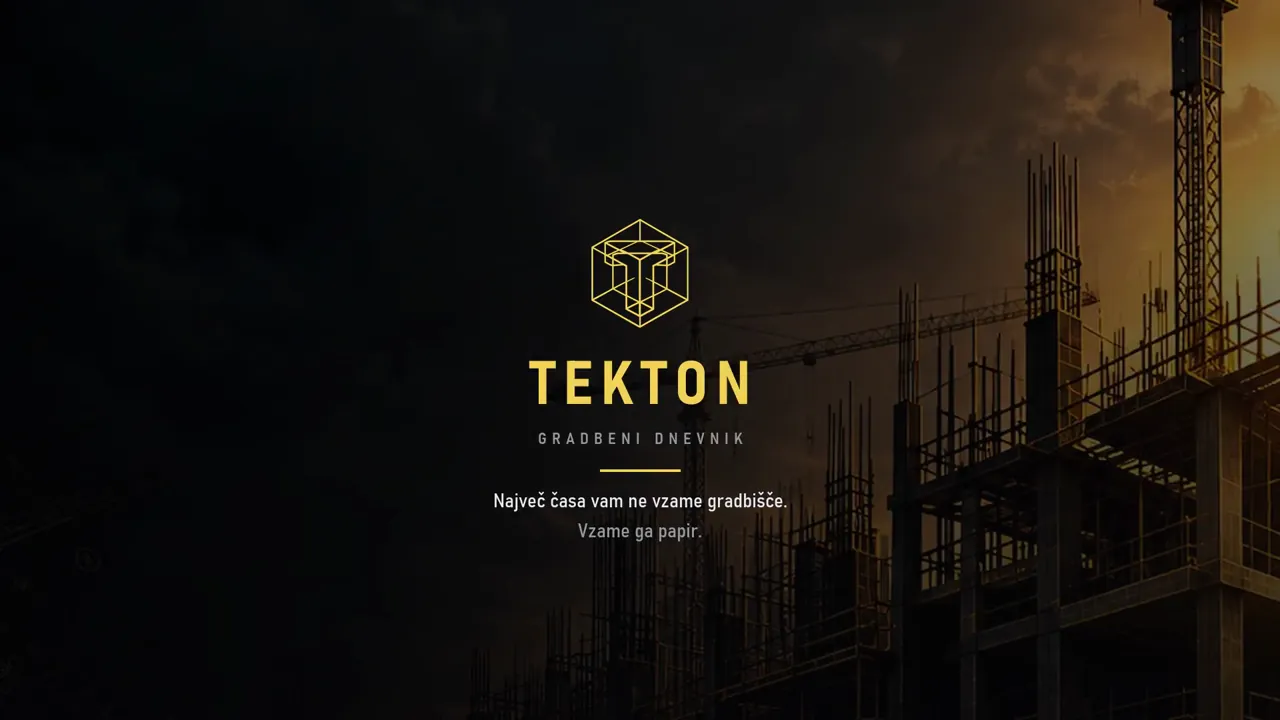 TEKTON
GRADBENI DNEVNIK
Največ časa vam ne vzame gradbišče.
Vzame ga papir.